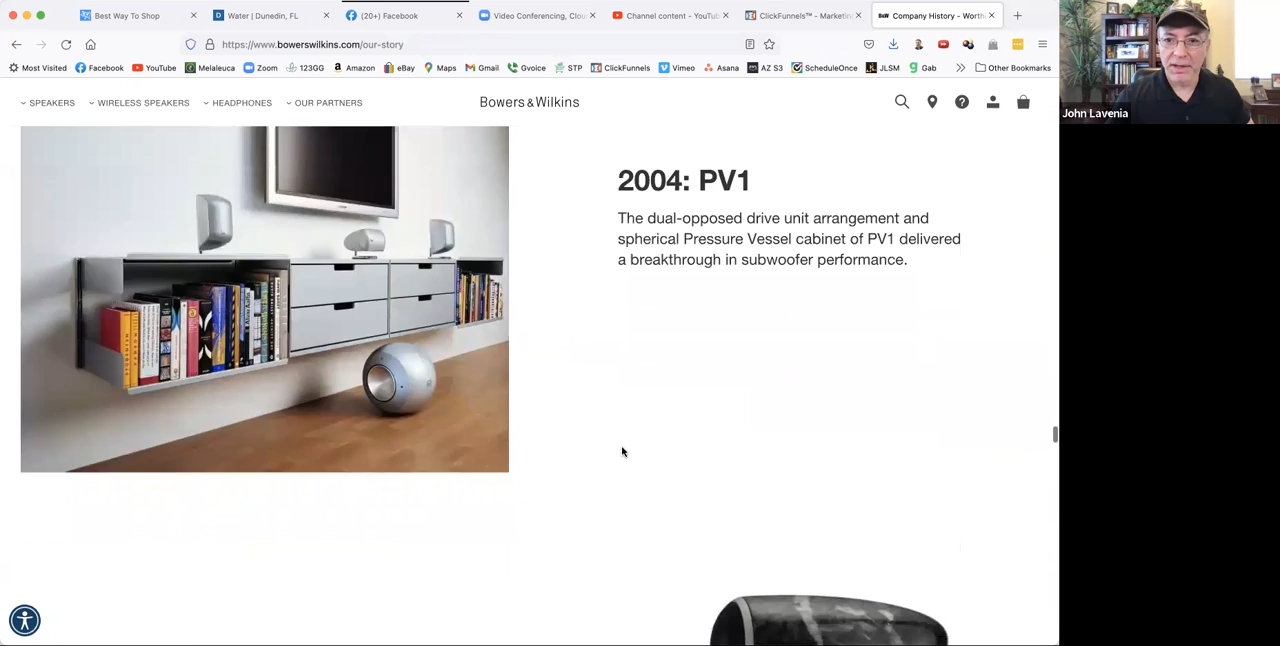 Best Way To Shop
Water | Dunedin, FL
(20+) Facebook
Video Conferencing, Clou
Channel content - YouTub
ClickFunnels™ - Marketin
B&W Company History - Worth
https://www.bowerswilkins.com/our-story
Most Visited Facebook YouTube Melaleuca Zoom 123GG Amazon eBay Maps Gmail Gvoice STP ClickFunnels Vimeo Asana AZ S3 ScheduleOnce JLSM Gab Other Bookmarks
John Lavenia
SPEAKERS WIRELESS SPEAKERS HEADPHONES OUR PARTNERS
Bowers & Wilkins
2004: PV1
The dual-opposed drive unit arrangement and
spherical Pressure Vessel cabinet of PV1 delivered
a breakthrough in subwoofer performance.